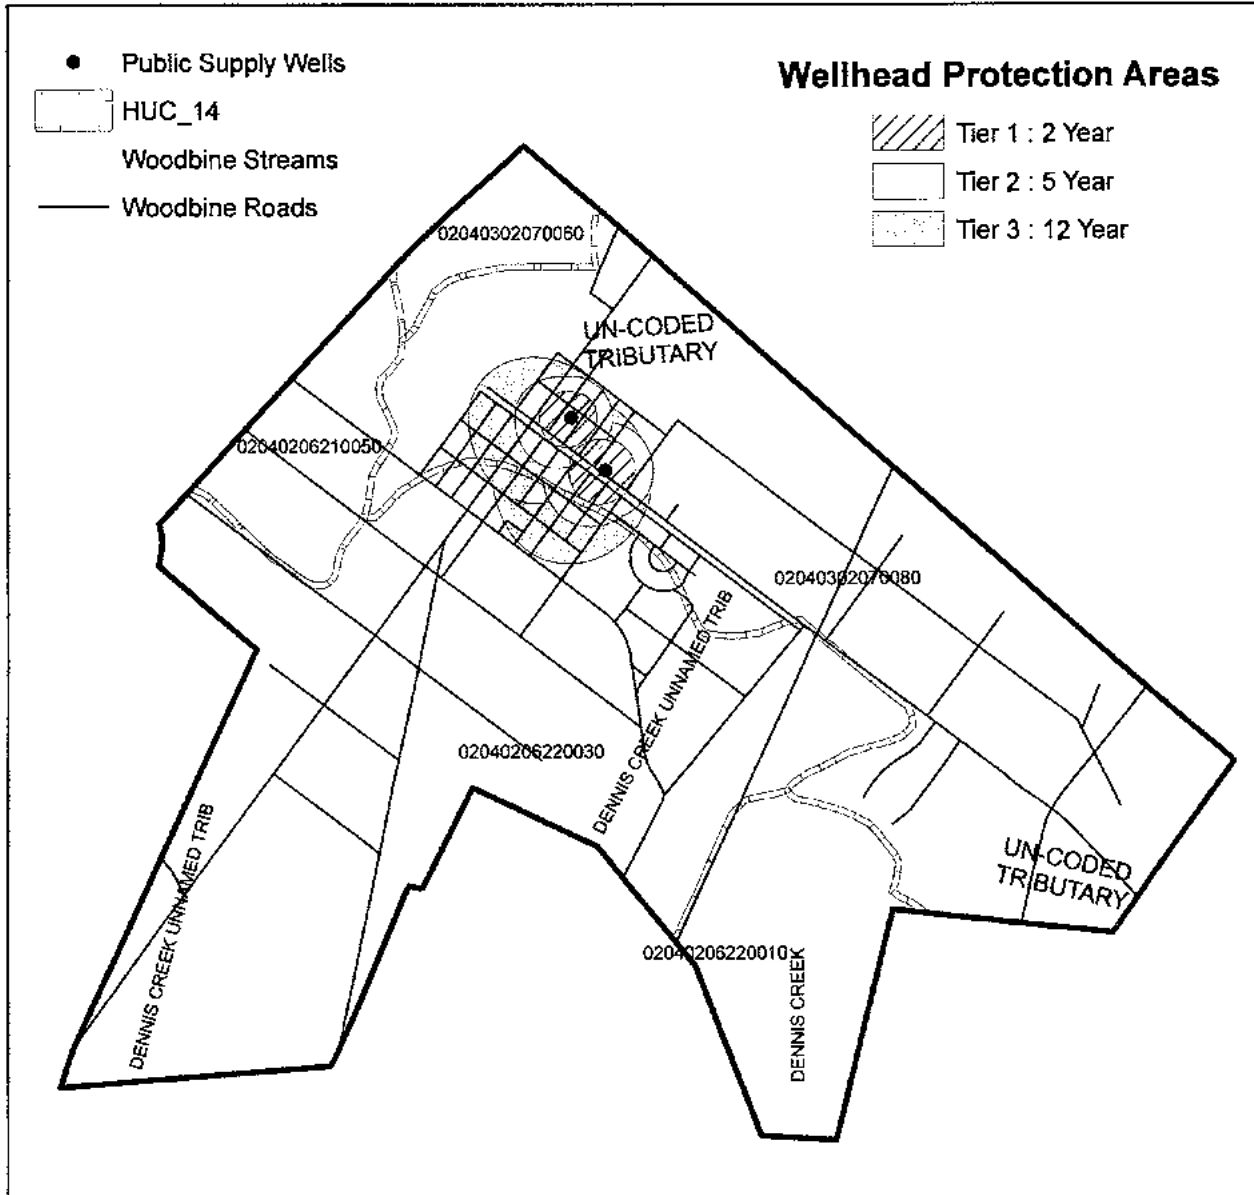 Public Supply Wells
HUC_14
Woodbine Streams
Woodbine Roads
Wellhead Protection Areas
Tier 1 : 2 Year
Tier 2 : 5 Year
Tier 3 : 12 Year
02040302070060
UN-CODED
TRIBUTARY
02040206210050
02040302070080
DENNIS CREEK UNNAMED TRIB
02040206220030
DENNIS CREEK UNNAMED TRIB
UN-CODED
TRIBUTARY
02040206220010
DENNIS CREEK